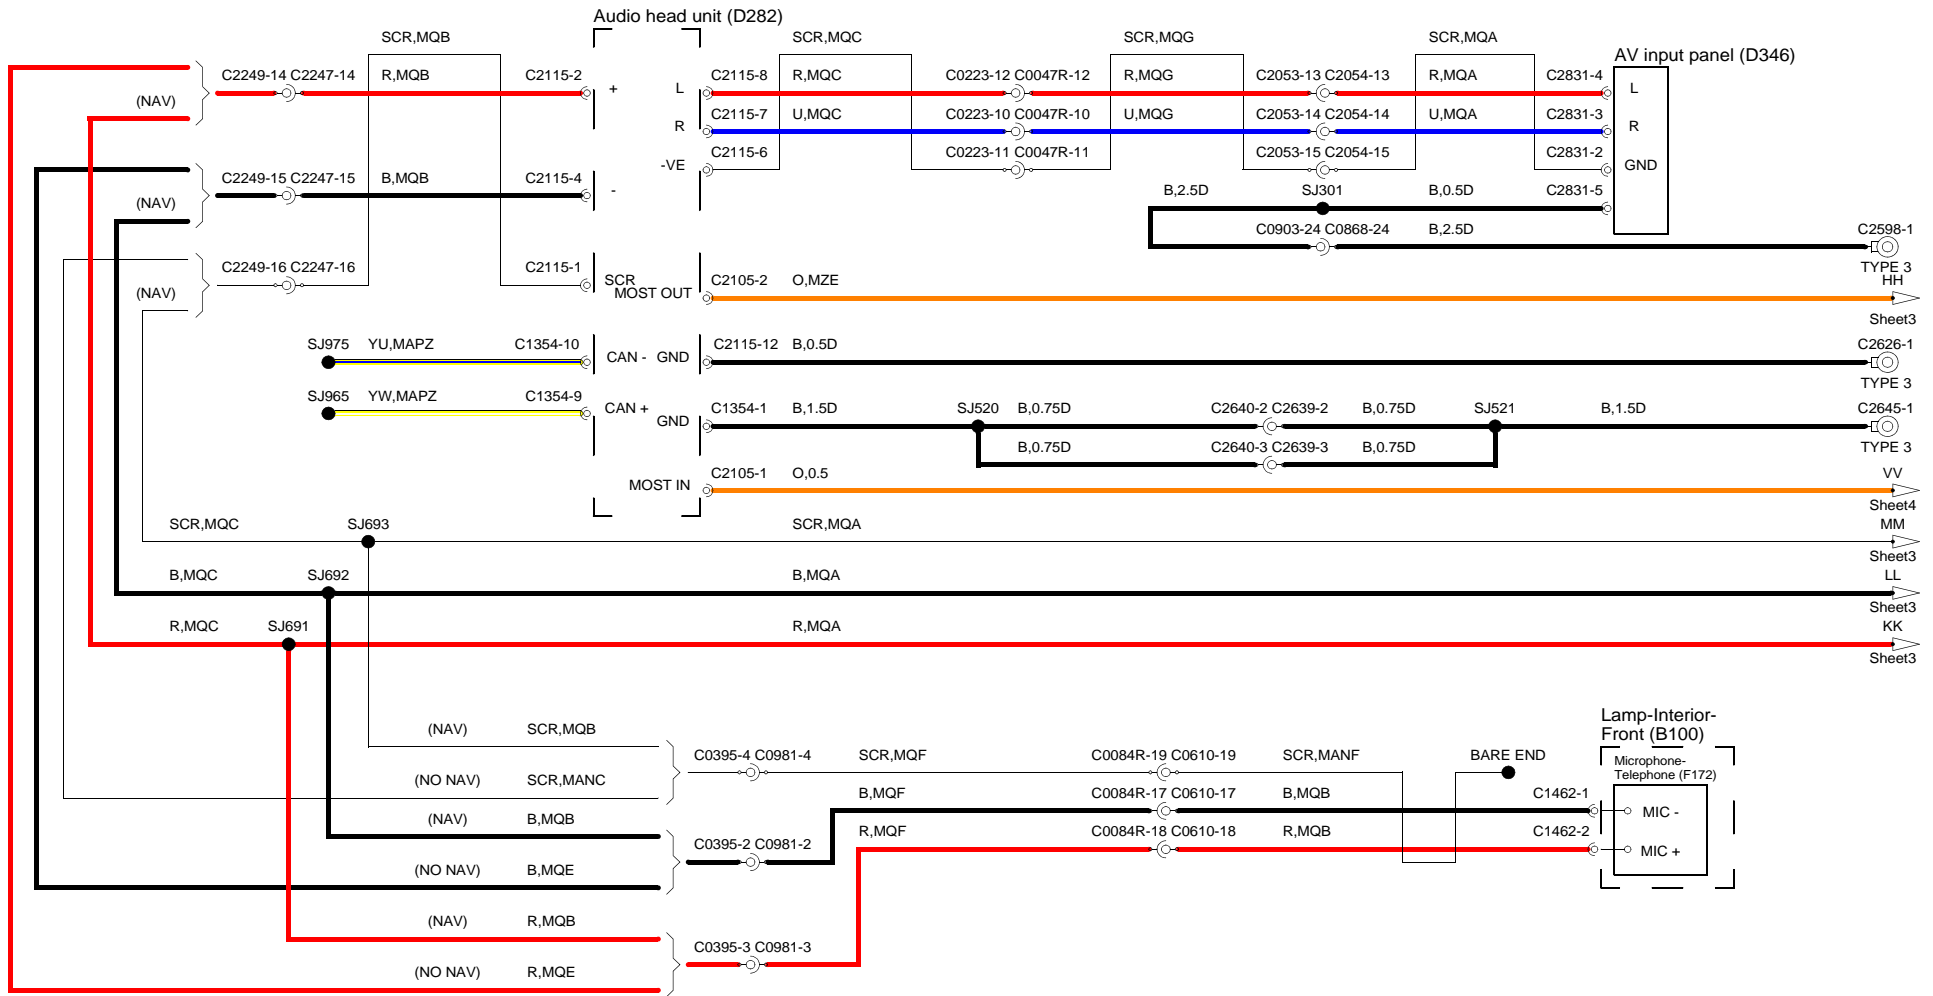 Audio head unit (D282)
SCR,MQB
SCR,MQC
SCR,MQG
SCR,MQA
AV input panel (D346)
C2249-14 C2247-14
R,MQB
C2115-2
+
L
C2115-8
R,MQC
C0223-12 C0047R-12
R,MQG
C2053-13 C2054-13
R,MQA
C2831-4
L
(NAV)
R
C2115-7
U,MQC
C0223-10 C0047R-10
U,MQG
C2053-14 C2054-14
U,MQA
C2831-3
R
-VE
C2115-6
C0223-11 C0047R-11
C2053-15 C2054-15
C2831-2
GND
C2249-15 C2247-15
B,MQB
C2115-4
-
B,2.5D
SJ301
B,0.5D
C2831-5
(NAV)
C0903-24 C0868-24
B,2.5D
C2598-1
TYPE 3
C2249-16 C2247-16
C2115-1
SCR
MOST OUT
C2105-2
O,MZE
HH
Sheet3
(NAV)
SJ975
YU,MAPZ
C1354-10
CAN -
GND
C2115-12
B,0.5D
C2626-1
TYPE 3
SJ965
YW,MAPZ
C1354-9
CAN +
GND
C1354-1
B,1.5D
SJ520
B,0.75D
C2640-2 C2639-2
B,0.75D
SJ521
B,1.5D
C2645-1
TYPE 3
B,0.75D
C2640-3 C2639-3
B,0.75D
MOST IN
C2105-1
O,0.5
VV
Sheet4
SCR,MQC
SJ693
SCR,MQA
MM
Sheet3
B,MQC
SJ692
B,MQA
LL
Sheet3
R,MQC
SJ691
R,MQA
KK
Sheet3
Lamp-Interior-
Front (B100)
(NAV)
SCR,MQB
C0395-4 C0981-4
SCR,MQF
C0084R-19 C0610-19
SCR,MANF
BARE END
Microphone-
Telephone (F172)
(NO NAV)
SCR,MANC
B,MQF
C0084R-17 C0610-17
B,MQB
C1462-1
MIC -
(NAV)
B,MQB
R,MQF
C0084R-18 C0610-18
R,MQB
C1462-2
MIC +
C0395-2 C0981-2
(NO NAV)
B,MQE
(NAV)
R,MQB
C0395-3 C0981-3
(NO NAV)
R,MQE